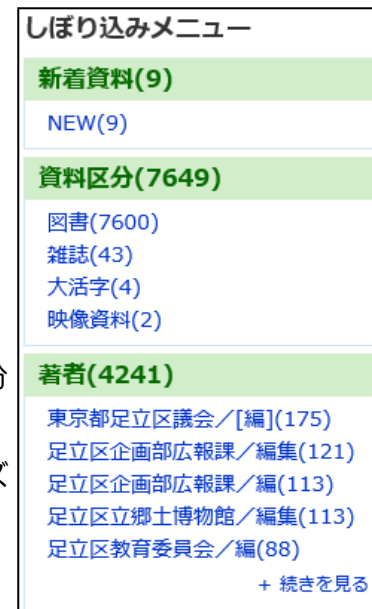 しぼり込みメニュー
新着資料(9)
NEW(9)
資料区分(7649)
図書(7600)
雑誌(43)
大活字(4)
映像資料(2)
分
著者(4241)
東京都足立区議会／[編](175)
足立区企画部広報課／編集(121)
ズ
足立区企画部広報課／編(113)
足立区立郷土博物館／編集(113)
足立区教育委員会／編(88)
+ 続きを見る